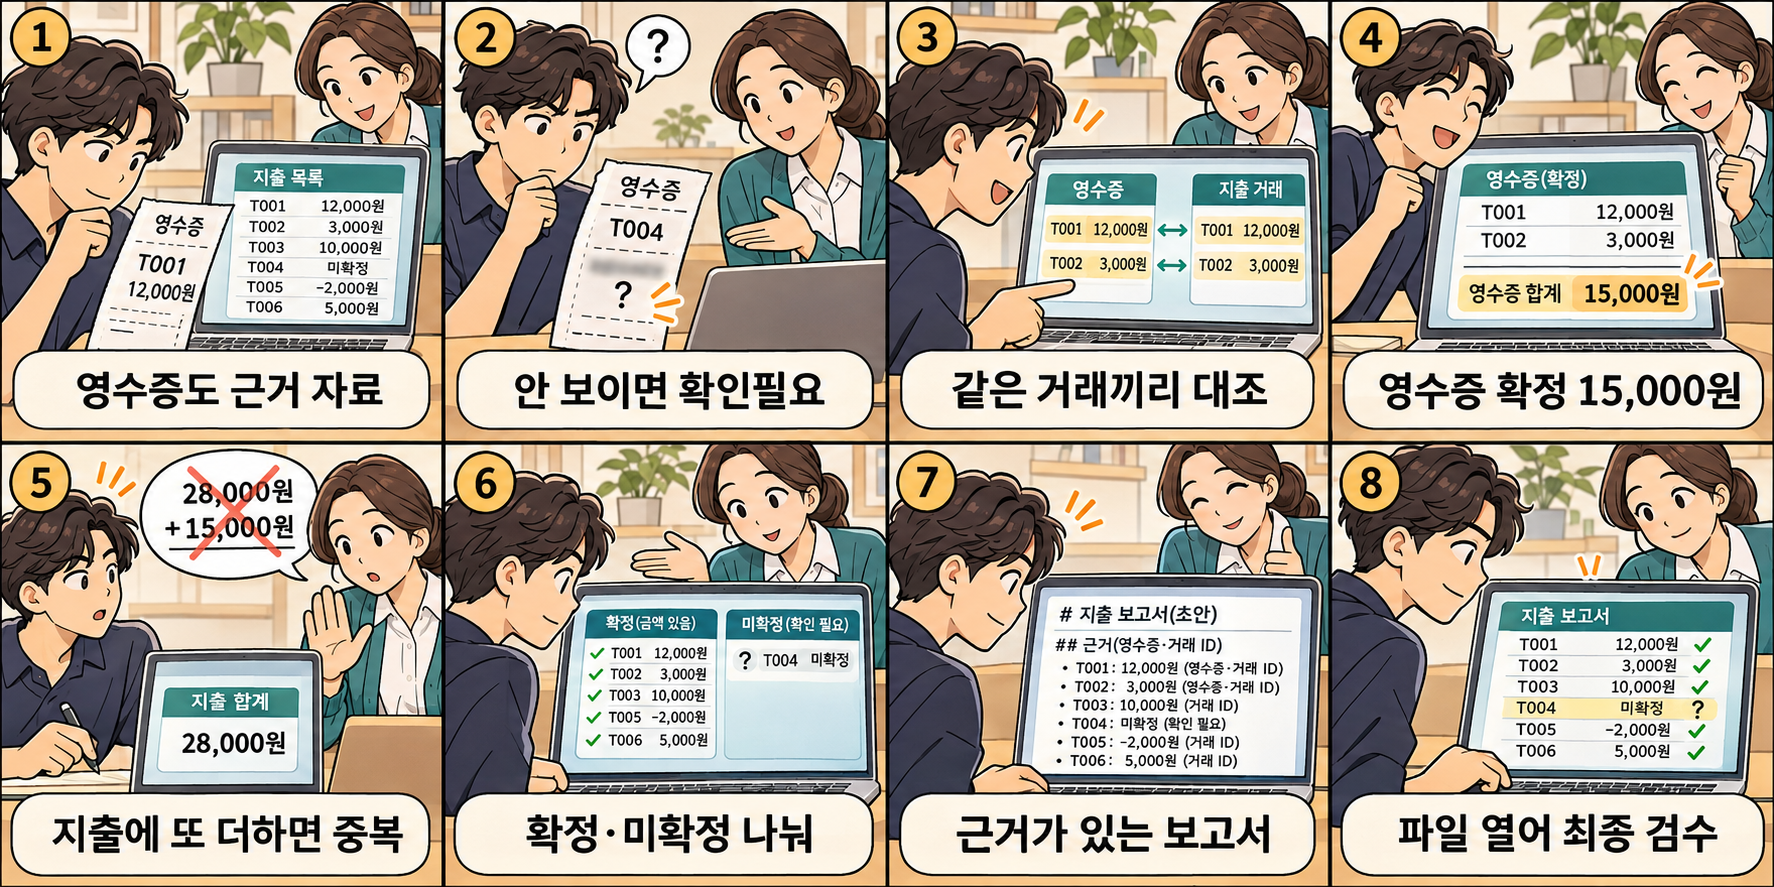 1
영수증
T001
12,000원
지출 목록
T001 12,000원
T002 3,000원
T003 10,000원
T004 미확정
T005 -2,000원
T006 5,000원
영수증도 근거 자료
2
?
영수증
T004
?
안 보이면 확인필요
3
영수증
T001 12,000원
T002 3,000원
지출 거래
T001 12,000원
T002 3,000원
같은 거래끼리 대조
4
영수증(확정)
T001 12,000원
T002 3,000원
영수증 합계 15,000원
영수증 확정 15,000원
5
28,000원
+15,000원
지출 합계
28,000원
지출에 또 더하면 중복
6
확정(금액 있음)
✓ T001 12,000원
✓ T002 3,000원
✓ T003 10,000원
✓ T005 -2,000원
✓ T006 5,000원
미확정(확인 필요)
? T004 미확정
확정·미확정 나눠
7
# 지출 보고서(초안)
## 근거(영수증·거래 ID)
• T001: 12,000원 (영수증·거래 ID)
• T002: 3,000원 (영수증·거래 ID)
• T003: 10,000원 (거래 ID)
• T004: 미확정 (확인 필요)
• T005: -2,000원 (거래 ID)
• T006: 5,000원 (거래 ID)
근거가 있는 보고서
8
지출 보고서
T001 12,000원 ✓
T002 3,000원 ✓
T003 10,000원 ✓
T004 미확정 ?
T005 -2,000원 ✓
T006 5,000원 ✓
파일 열어 최종 검수